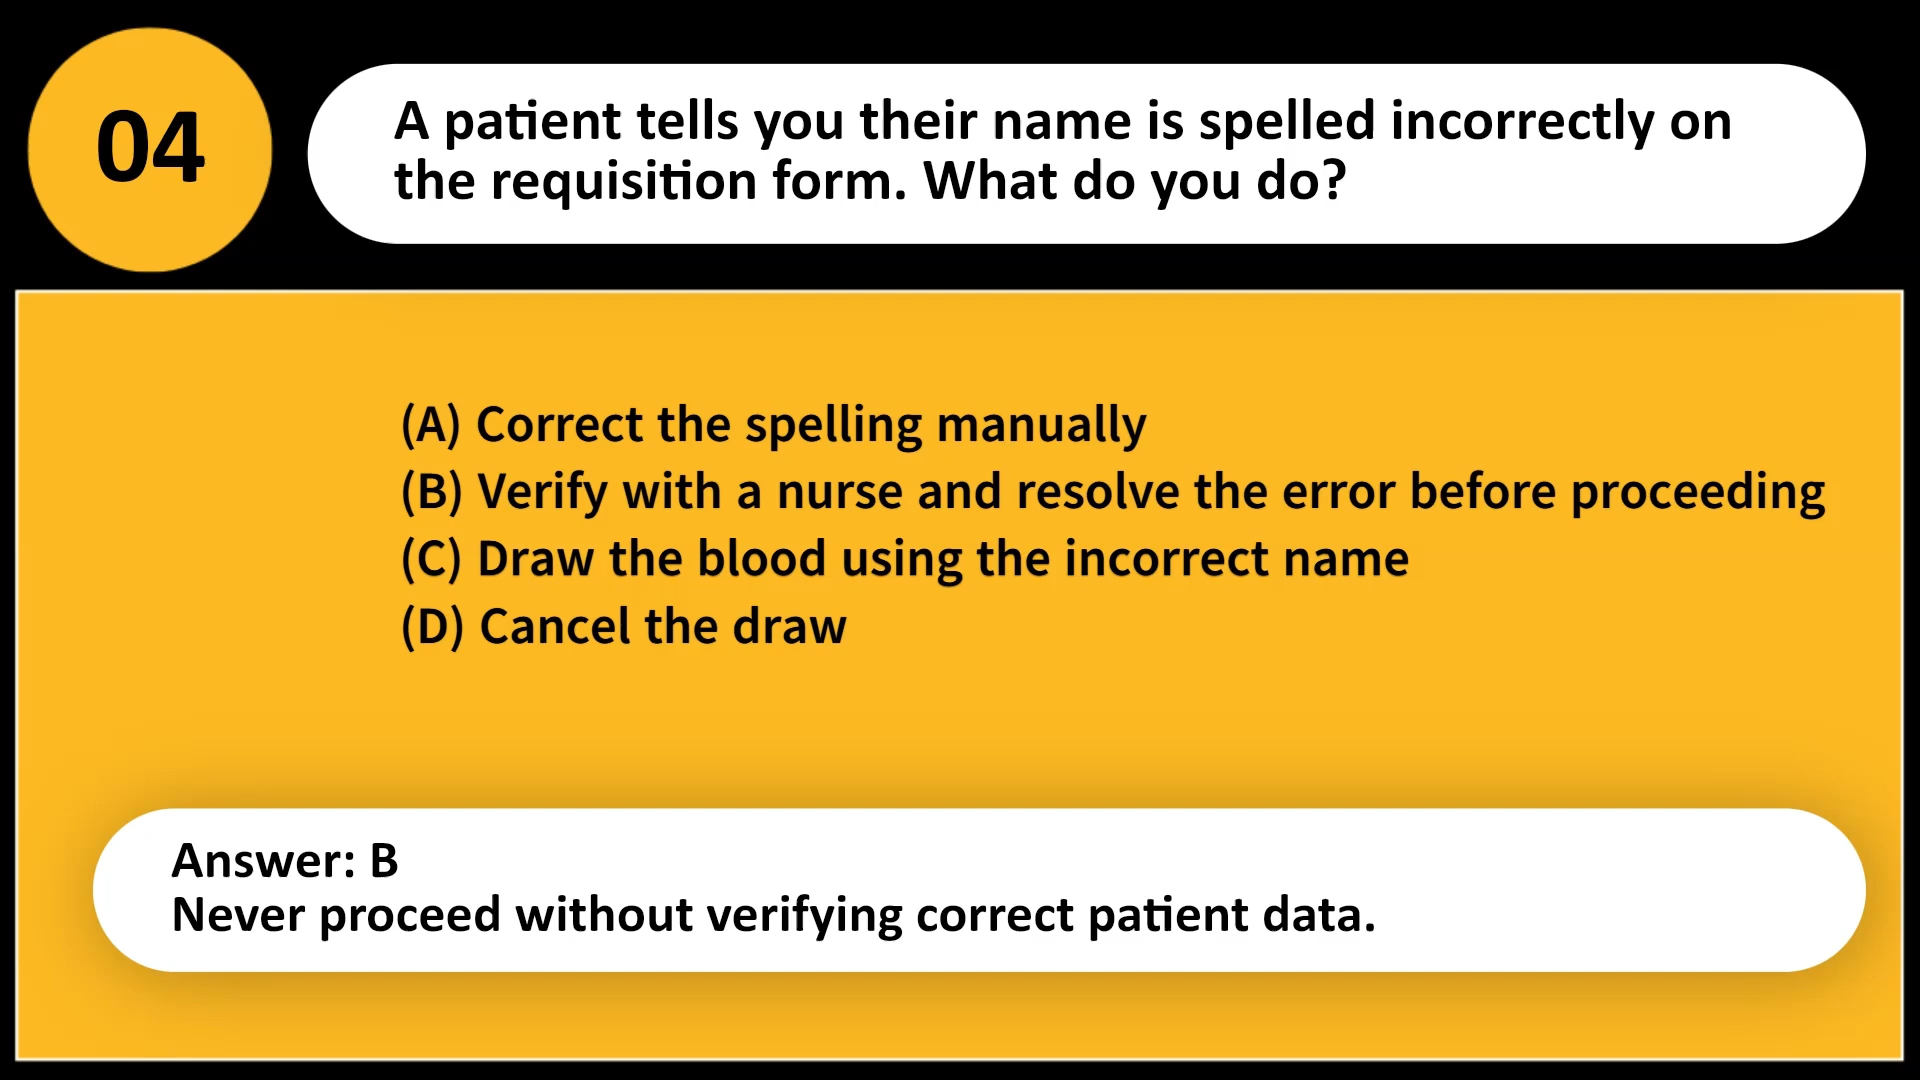 04
A patient tells you their name is spelled incorrectly on
the requisition form. What do you do?
(A) Correct the spelling manually
(B) Verify with a nurse and resolve the error before proceeding
(C) Draw the blood using the incorrect name
(D) Cancel the draw
Answer: B
Never proceed without verifying correct patient data.